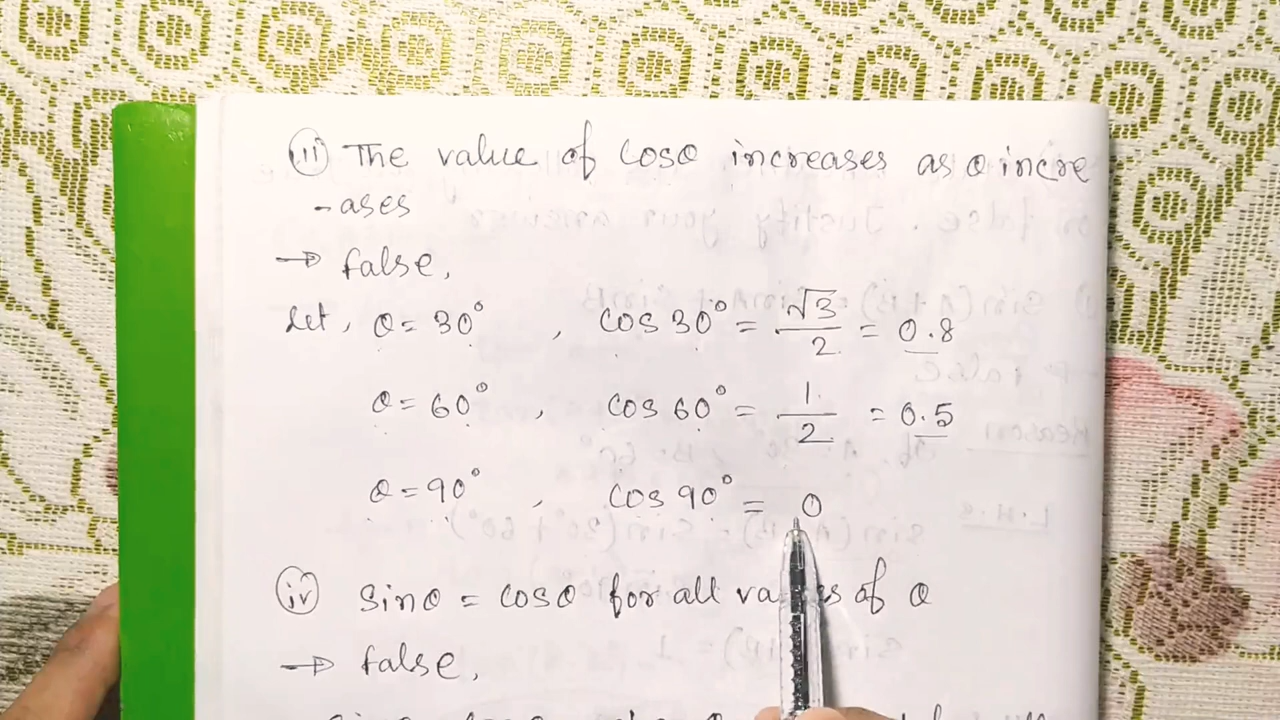 (iii) The value of cosθ increases as θ incre
-ases
→ false,
Let, θ = 30° , cos 30° = √3/2 = 0.8
θ = 60° , cos 60° = 1/2 = 0.5
θ = 90° , cos 90° = 0
(iv) sinθ = cosθ for all values of θ
→ false,